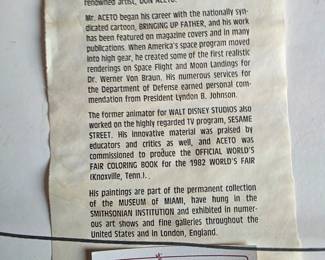 renowned artist, DON ACETO.
Mr. ACETO began his career with the nationally syn-
dicated cartoon, BRINGING UP FATHER, and his work
has been featured on magazine covers and in many
publications. When America's space program moved
into high gear, he created some of the first realistic
renderings on Space Flight and Moon Landings for
Dr. Werner Von Braun. His numerous services for
the Department of Defense earned personal com-
mendation from President Lyndon B. Johnson.
The former animator for WALT DISNEY STUDIOS also
worked on the highly regarded TV program, SESAME
STREET. His innovative material was praised by
educators and critics as well, and ACETO was
commissioned to produce the OFFICIAL WORLD'S
FAIR COLORING BOOK for the 1982 WORLD'S FAIR
(Knoxville, Tenn.).
His paintings are part of the permanent collection
of the MUSEUM of MIAMI, have hung in the
SMITHSONIAN INSTITUTION and exhibited in numer-
ous art shows and fine galleries throughout the
United States and in London, England.